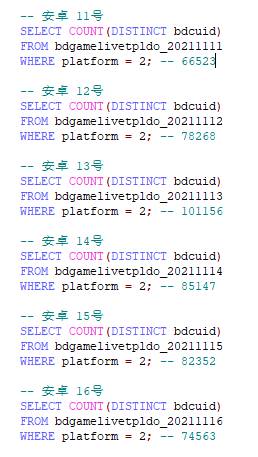 -- 安卓 11号
SELECT COUNT(DISTINCT bdcuid)
FROM bdgamelivetpldo_20211111
WHERE platform = 2; -- 66523
-- 安卓 12号
SELECT COUNT(DISTINCT bdcuid)
FROM bdgamelivetpldo_20211112
WHERE platform = 2; -- 78268
-- 安卓 13号
SELECT COUNT(DISTINCT bdcuid)
FROM bdgamelivetpldo_20211113
WHERE platform = 2; -- 101156
-- 安卓 14号
SELECT COUNT(DISTINCT bdcuid)
FROM bdgamelivetpldo_20211114
WHERE platform = 2; -- 85147
-- 安卓 15号
SELECT COUNT(DISTINCT bdcuid)
FROM bdgamelivetpldo_20211115
WHERE platform = 2; -- 82352
-- 安卓 16号
SELECT COUNT(DISTINCT bdcuid)
FROM bdgamelivetpldo_20211116
WHERE platform = 2; -- 74563